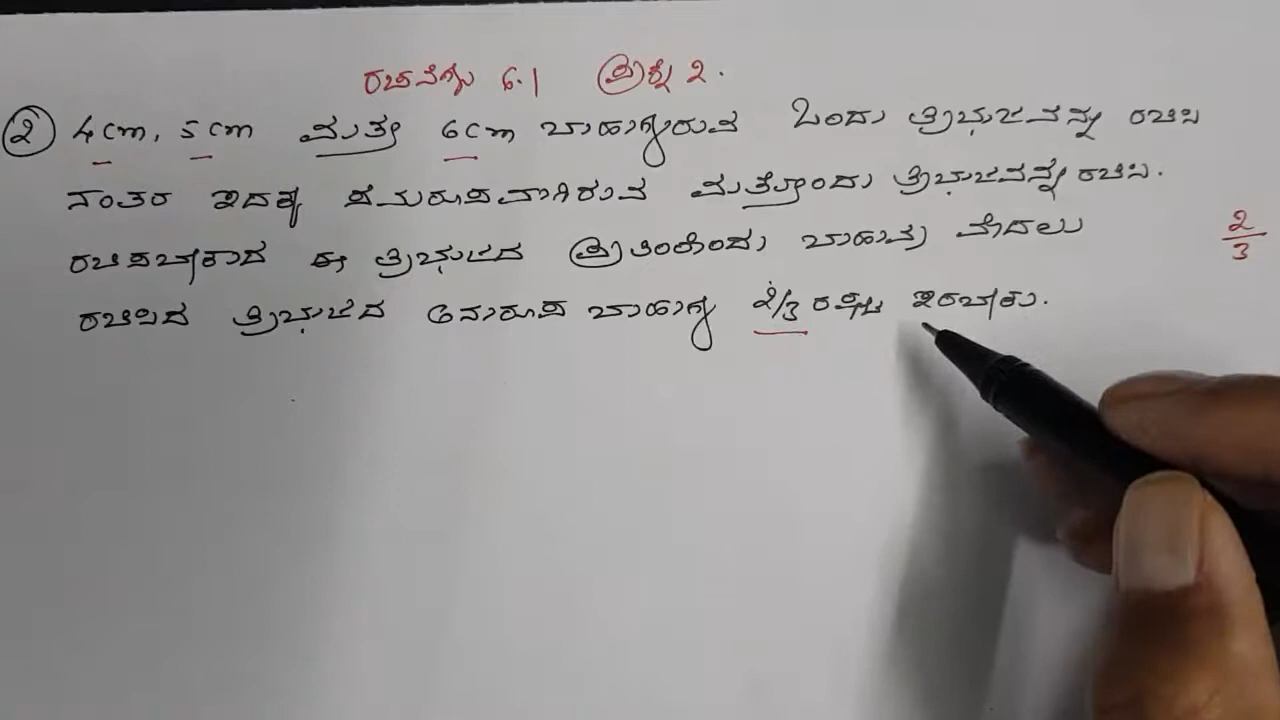 ರಚನೆಗಳು 6.1 ಪ್ರಶ್ನೆ 2.
② 4cm, 5cm ಮತ್ತು 6cm ಬಾಹುಗಳಿರುವ ಒಂದು ತ್ರಿಭುಜವನ್ನು ರಚಿಸಿ
ನಂತರ ಇದಕ್ಕೆ ಸಮರೂಪವಾಗಿರುವ ಮತ್ತೊಂದು ತ್ರಿಭುಜವನ್ನು ರಚಿಸಿ.
ರಚಿಸಬೇಕಾದ ಈ ತ್ರಿಭುಜದ ಪ್ರತಿಯೊಂದು ಬಾಹುವು ಮೊದಲು
2/3
ರಚಿಸಿದ ತ್ರಿಭುಜದ ಅನುರೂಪ ಬಾಹುಗಳ 2/3 ರಷ್ಟು ಇರಬೇಕು.